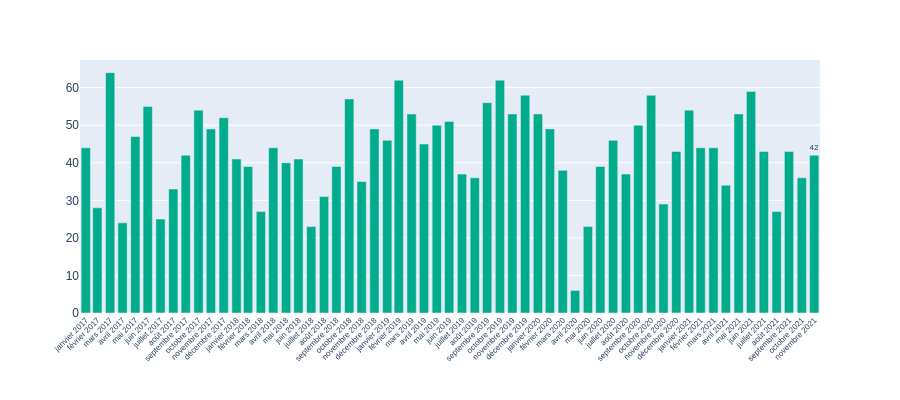 60
50
42
40
30
20
10
0
janvier 2017
février 2017
mars 2017
avril 2017
mai 2017
juin 2017
juillet 2017
août 2017
septembre 2017
octobre 2017
novembre 2017
décembre 2017
janvier 2018
février 2018
mars 2018
avril 2018
mai 2018
juin 2018
juillet 2018
août 2018
septembre 2018
octobre 2018
novembre 2018
décembre 2018
janvier 2019
février 2019
mars 2019
avril 2019
mai 2019
juin 2019
juillet 2019
août 2019
septembre 2019
octobre 2019
novembre 2019
décembre 2019
janvier 2020
février 2020
mars 2020
avril 2020
mai 2020
juin 2020
juillet 2020
août 2020
septembre 2020
octobre 2020
novembre 2020
décembre 2020
janvier 2021
février 2021
mars 2021
avril 2021
mai 2021
juin 2021
juillet 2021
août 2021
septembre 2021
octobre 2021
novembre 2021